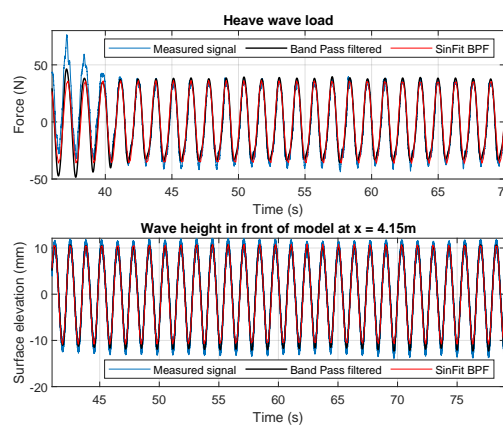 Heave wave load
Measured signal Band Pass filtered SinFit BPF
Force (N)
50
0
-50
40 45 50 55 60 65 70
Time (s)
Wave height in front of model at x = 4.15m
Surface elevation (mm)
10
0
-10
-20
Measured signal Band Pass filtered SinFit BPF
45 50 55 60 65 70 75
Time (s)